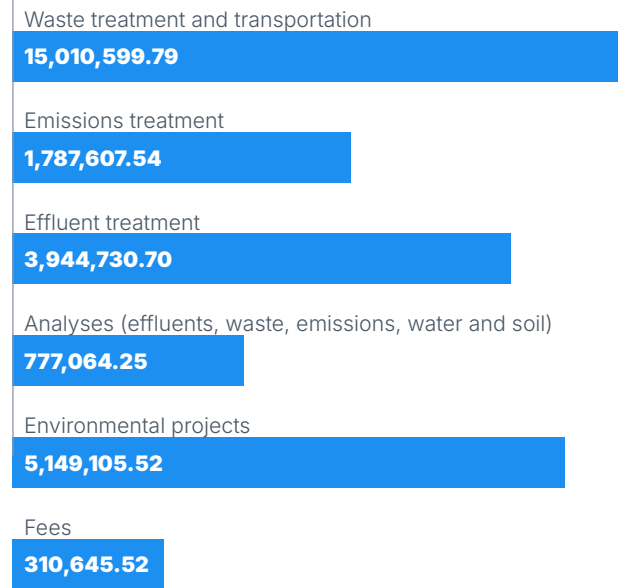 Waste treatment and transportation
15,010,599.79
Emissions treatment
1,787,607.54
Effluent treatment
3,944,730.70
Analyses (effluents, waste, emissions, water and soil)
777,064.25
Environmental projects
5,149,105.52
Fees
310,645.52